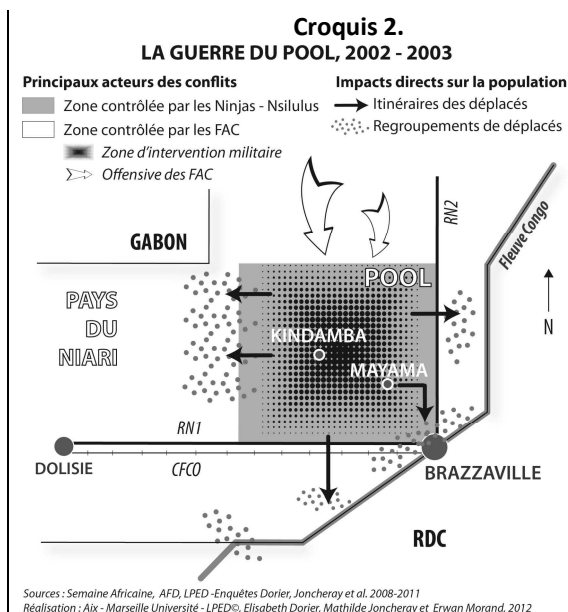 Croquis 2.
LA GUERRE DU POOL, 2002 - 2003
Principaux acteurs des conflits
Zone contrôlée par les Ninjas - Nsilulus
Zone contrôlée par les FAC
Zone d'intervention militaire
Offensive des FAC
Impacts directs sur la population
Itinéraires des déplacés
Regroupements de déplacés
GABON
RN2
Fleuve Congo
POOL
PAYS
DU
NIARI
N
KINDAMBA
MAYAMA
RN1
DOLISIE
CFCO
BRAZZAVILLE
RDC
Sources : Semaine Africaine, AFD, LPED -Enquêtes Dorier, Joncheray et al. 2008-2011
Réalisation : Aix - Marseille Université - LPED©, Elisabeth Dorier, Mathilde Joncheray et Erwan Morand, 2012